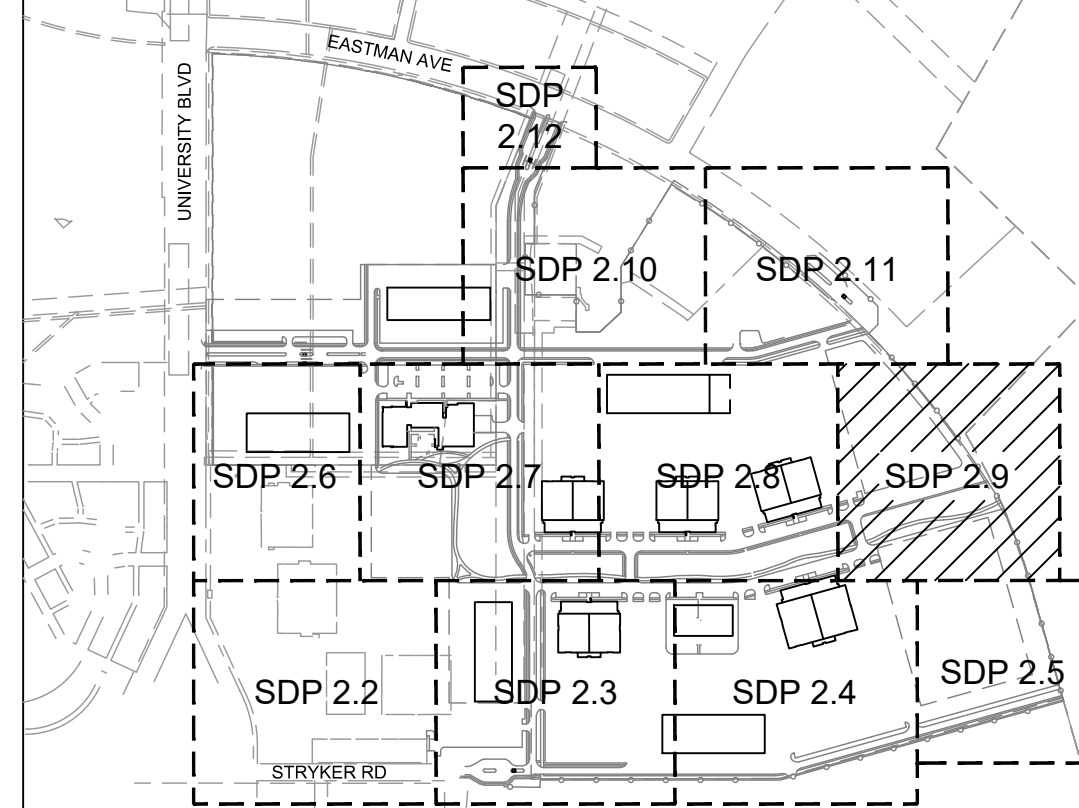 EASTMAN AVE
UNIVERSITY BLVD
SDP
2.12
SDP 2.10
SDP 2.11
SDP 2.6
SDP 2.7
SDP 2.8
SDP 2.9
SDP 2.2
SDP 2.3
SDP 2.4
SDP 2.5
STRYKER RD